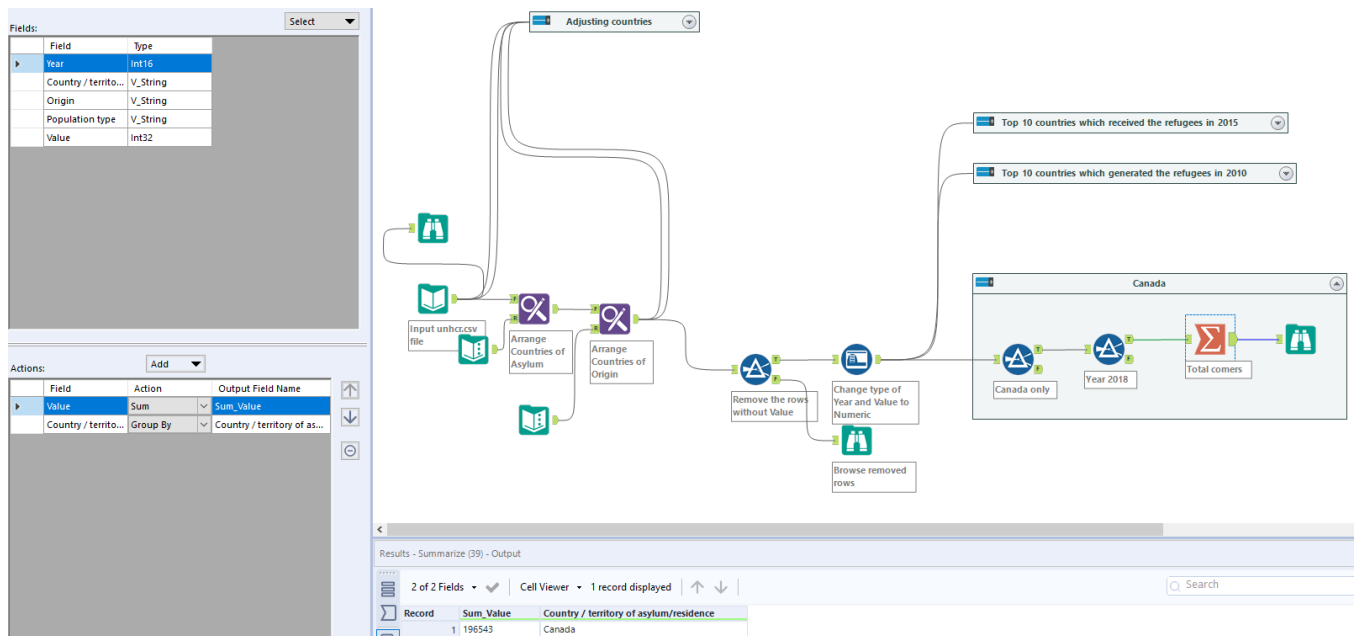 Select
Fields:
Field Type
Year Int16
Country / territo... V_String
Origin V_String
Population type V_String
Value Int32
Actions:
Add
Field Action Output Field Name
Value Sum Sum_Value
Country / territo... Group By Country / territory of as...
Adjusting countries
Top 10 countries which received the refugees in 2015
Top 10 countries which generated the refugees in 2010
Canada
Input unhcr.csv
file
F
R
Arrange
Countries of
Asylum
F
R
Arrange
Countries of
Origin
T
F
Remove the rows
without Value
Change type of
Year and Value to
Numeric
Browse removed
rows
T
F
Canada only
T
F
Year 2018
Total comers
Results - Summarize (39) - Output
2 of 2 Fields Cell Viewer 1 record displayed Search
Record Sum_Value Country / territory of asylum/residence
1 196543 Canada